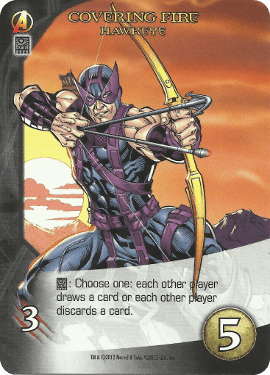 COVERING FIRE
HAWKEYE
: Choose one: each other player
draws a card or each other player
discards a card.
3
5